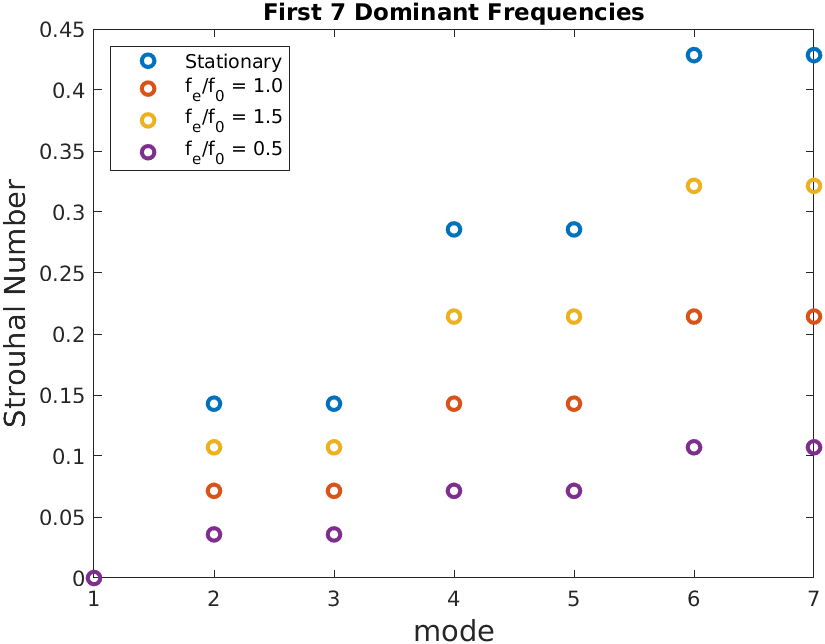 First 7 Dominant Frequencies
Stationary
fe/f0 = 1.0
fe/f0 = 1.5
fe/f0 = 0.5
Strouhal Number
0.45
0.4
0.35
0.3
0.25
0.2
0.15
0.1
0.05
0
1 2 3 4 5 6 7
mode